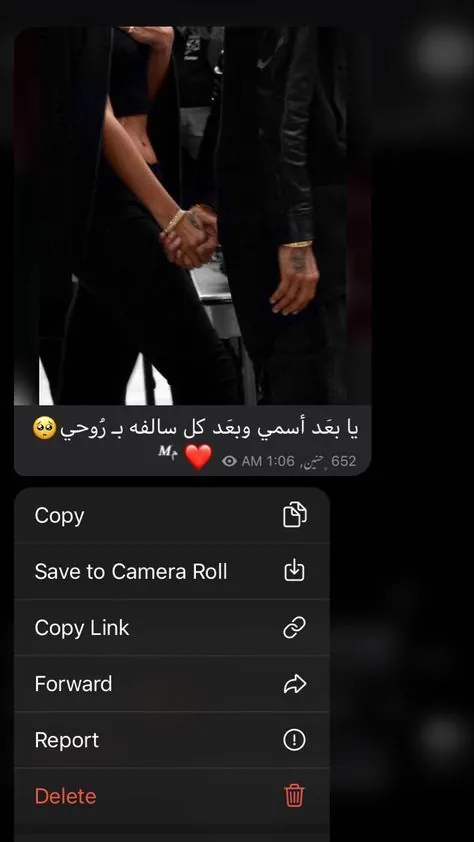 يا بعَد أسمي وبعَد كل سالفه بـ رُوحي🥺
❤️ مM
652 حنين, 1:06 AM
Copy
Save to Camera Roll
Copy Link
Forward
Report
Delete